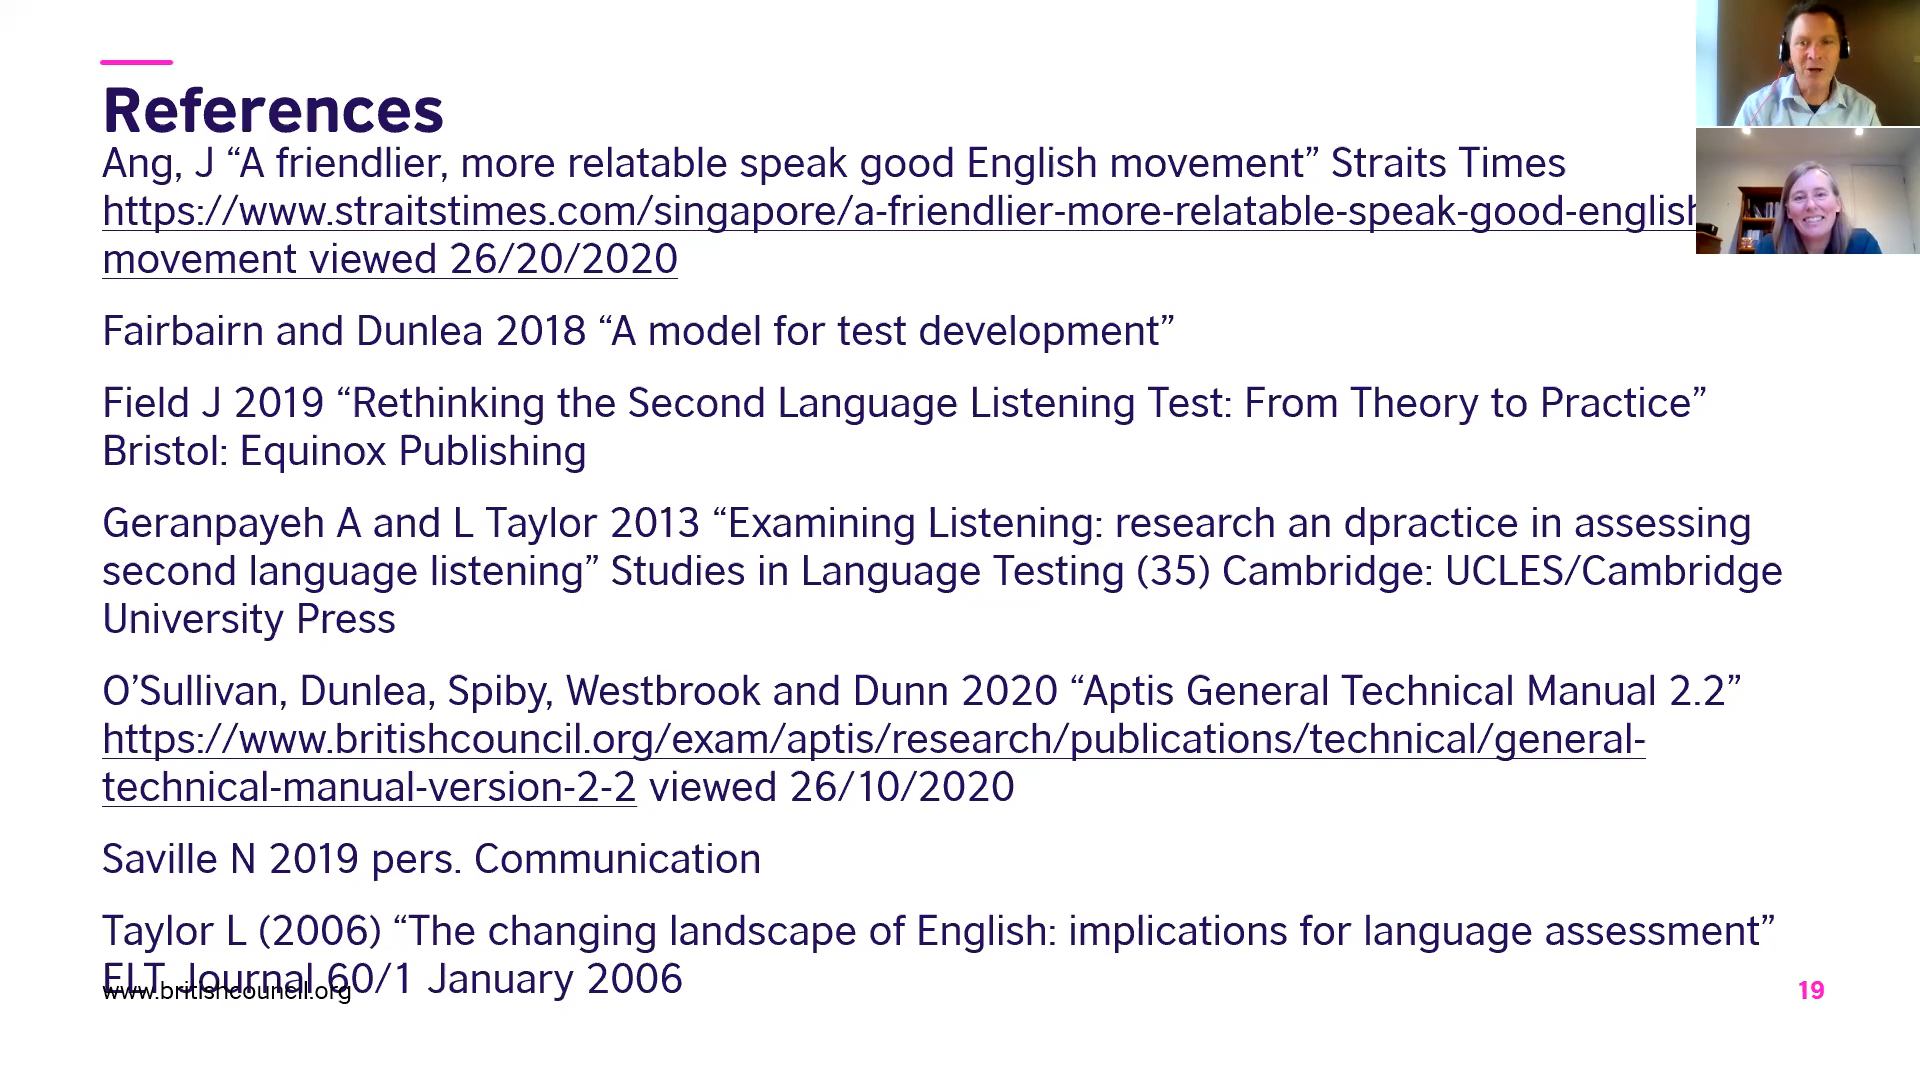 References
Ang, J “A friendlier, more relatable speak good English movement” Straits Times
https://www.straitstimes.com/singapore/a-friendlier-more-relatable-speak-good-english
movement viewed 26/20/2020
Fairbairn and Dunlea 2018 “A model for test development”
Field J 2019 “Rethinking the Second Language Listening Test: From Theory to Practice”
Bristol: Equinox Publishing
Geranpayeh A and L Taylor 2013 “Examining Listening: research an dpractice in assessing
second language listening” Studies in Language Testing (35) Cambridge: UCLES/Cambridge
University Press
O’Sullivan, Dunlea, Spiby, Westbrook and Dunn 2020 “Aptis General Technical Manual 2.2”
https://www.britishcouncil.org/exam/aptis/research/publications/technical/general-
technical-manual-version-2-2 viewed 26/10/2020
Saville N 2019 pers. Communication
Taylor L (2006) “The changing landscape of English: implications for language assessment”
ELT Journal 60/1 January 2006
www.britishcouncil.org
19